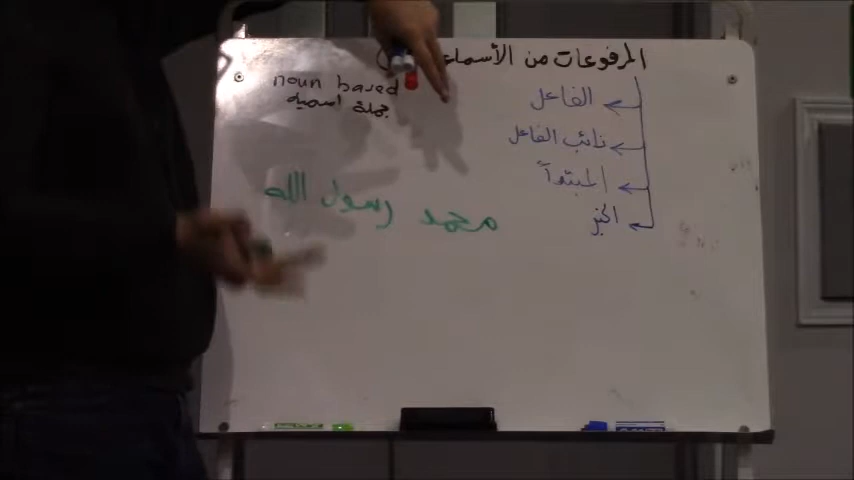 المرفوعات من الأسماء
noun based
جملة اسمية
الفاعل
نائب الفاعل
المبتدأ
الخبر
محمد رسول الله